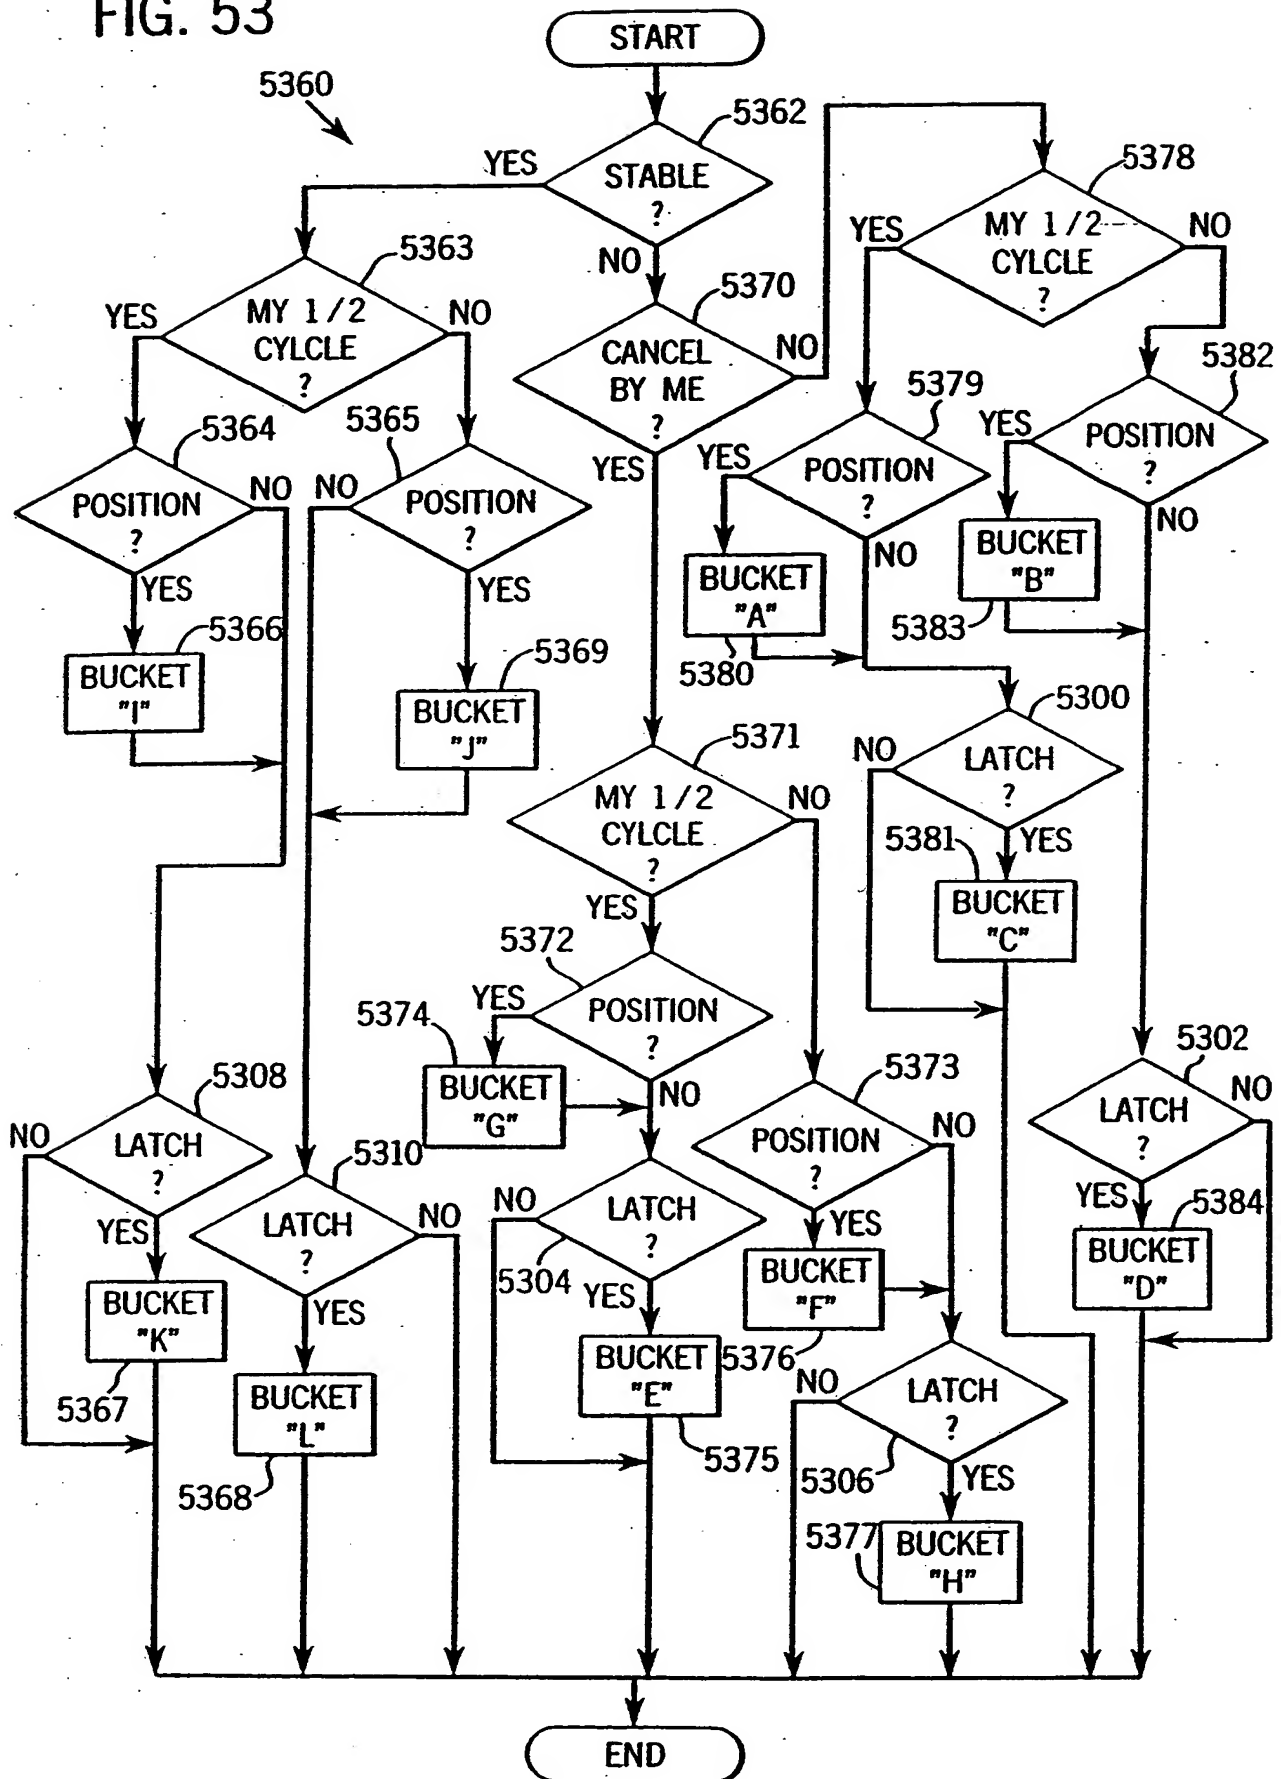 FIG. 53
START
5360
5362
YES
STABLE
?
NO
5378
MY 1/2
CYLCLE
?
YES
NO
5363
MY 1/2
CYLCLE
?
YES
NO
5370
CANCEL
BY ME
?
NO
YES
5382
POSITION
?
YES
NO
5379
POSITION
?
YES
NO
5364
POSITION
?
NO
YES
5365
NO
POSITION
?
YES
BUCKET
"A"
5380
BUCKET
"B"
5383
5366
BUCKET
"I"
5369
BUCKET
"J"
5300
LATCH
?
NO
YES
5371
MY 1/2
CYLCLE
?
NO
YES
5381
BUCKET
"C"
5372
POSITION
?
YES
NO
5374
BUCKET
"G"
5373
POSITION
?
NO
YES
5302
LATCH
?
NO
YES
5384
BUCKET
"D"
5308
LATCH
?
NO
YES
5310
LATCH
?
NO
YES
NO
LATCH
?
5304
YES
BUCKET
"F"
5376
BUCKET
"K"
5367
BUCKET
"L"
5368
BUCKET
"E"
5375
NO
LATCH
?
5306
YES
5377
BUCKET
"H"
END